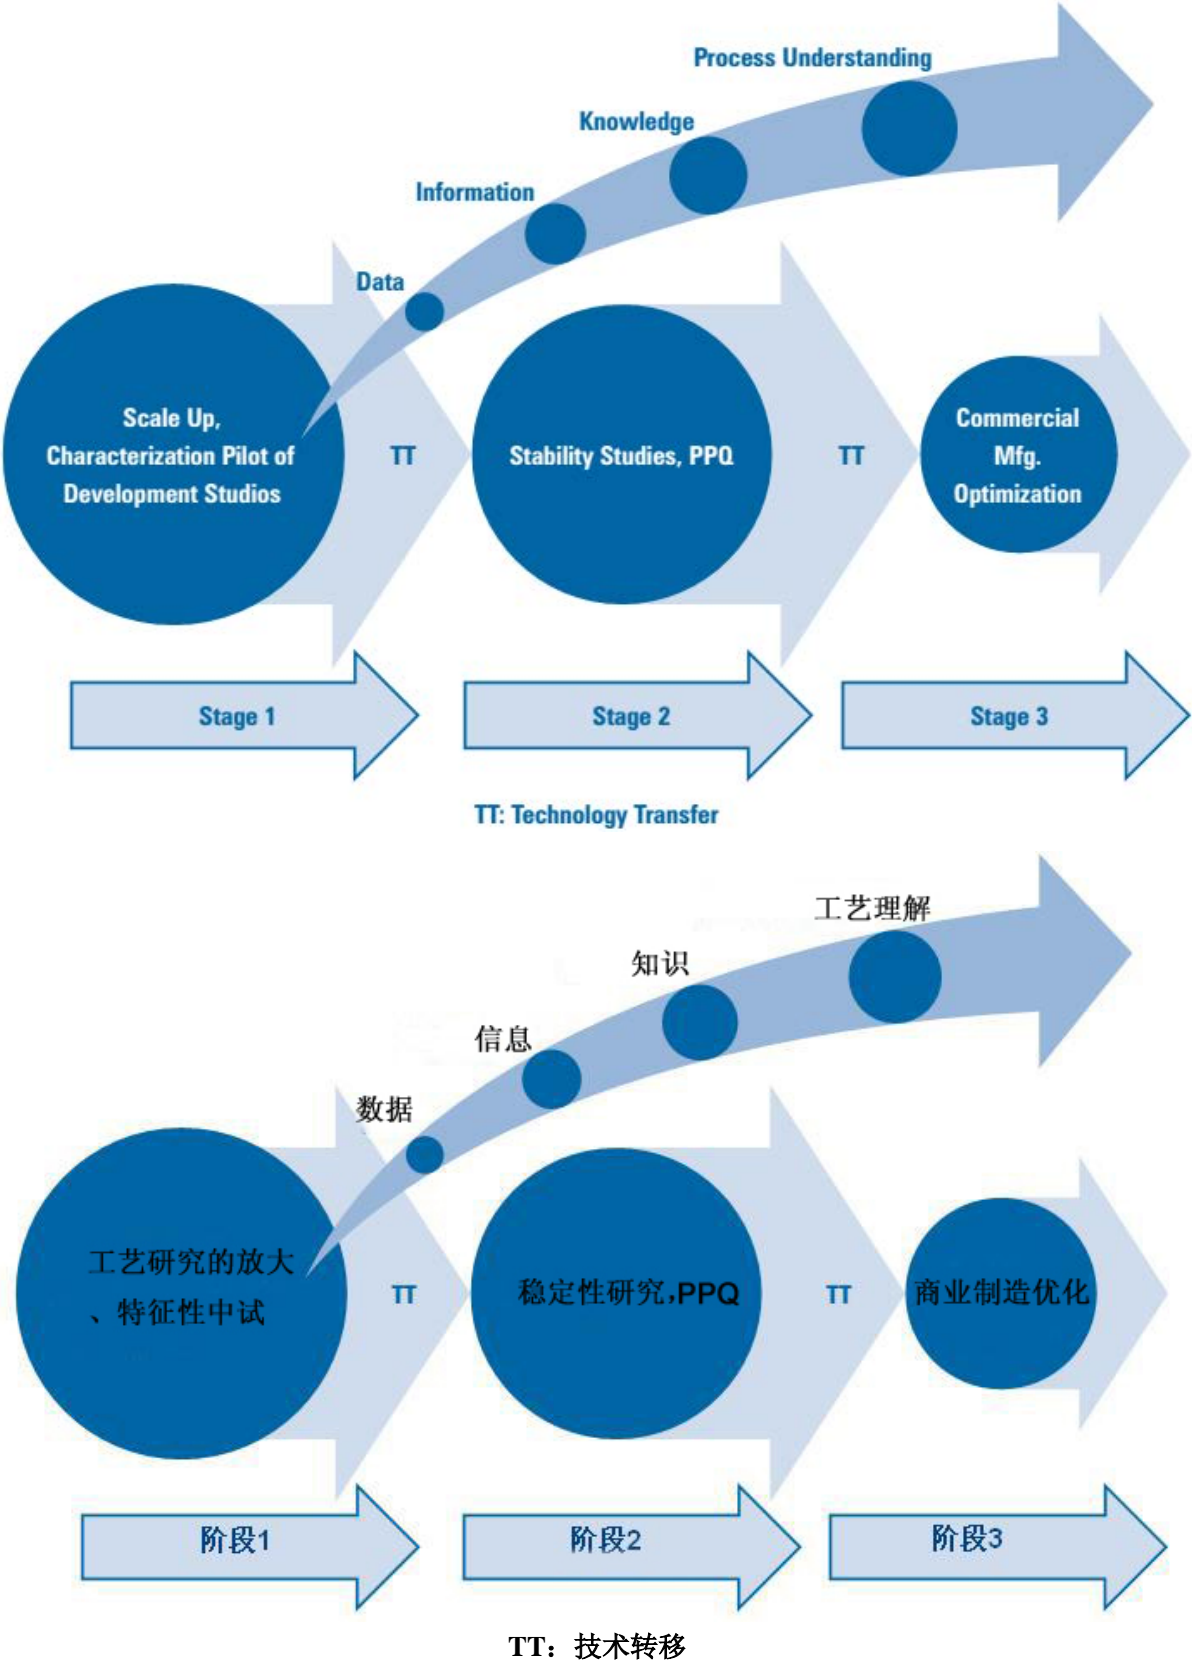 Process Understanding
Knowledge
Information
Data
Scale Up,
Characterization Pilot of
Development Studios
TT
Stability Studies, PPQ
TT
Commercial
Mfg.
Optimization
Stage 1
Stage 2
Stage 3
TT: Technology Transfer
工艺理解
知识
信息
数据
工艺研究的放大
、特征性中试
TT
稳定性研究,PPQ
TT
商业制造优化
阶段1
阶段2
阶段3
TT：技术转移